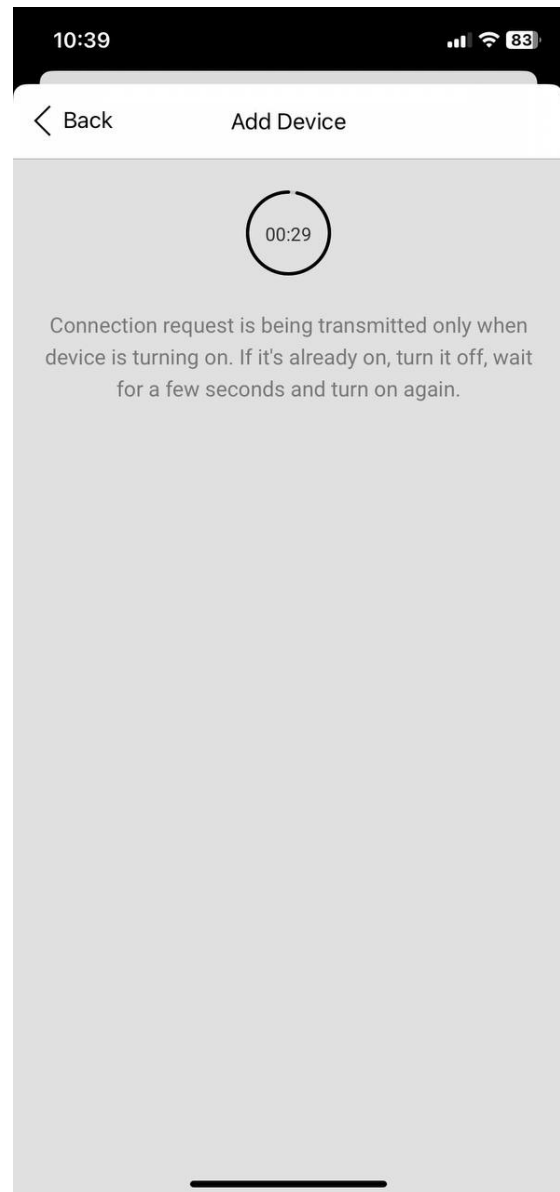 10:39
83
Back
Add Device
00:29
Connection request is being transmitted only when
device is turning on. If it's already on, turn it off, wait
for a few seconds and turn on again.